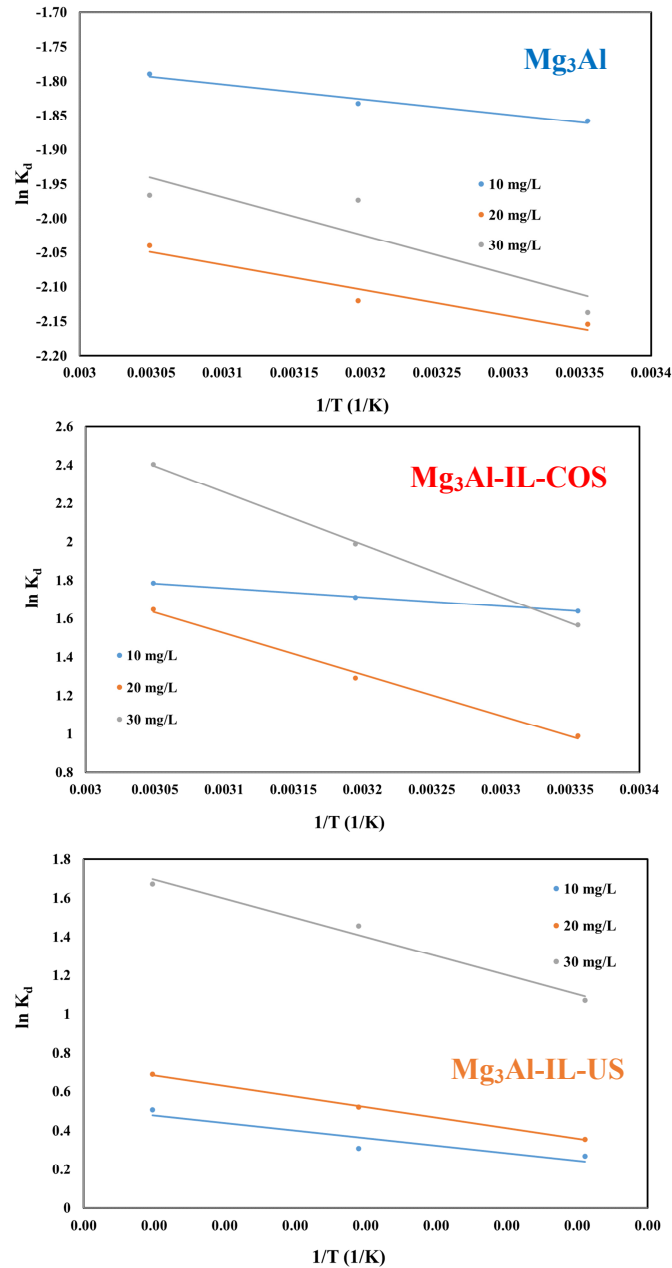 -1.70
Mg₃Al
-1.75
-1.80
-1.85
-1.90
ln K_d
-1.95
10 mg/L
-2.00
20 mg/L
-2.05
30 mg/L
-2.10
-2.15
-2.20
0.003 0.00305 0.0031 0.00315 0.0032 0.00325 0.0033 0.00335 0.0034
1/T (1/K)
2.6
2.4
Mg₃Al-IL-COS
2.2
2
1.8
ln K_d
1.6
1.4
10 mg/L
1.2
20 mg/L
1
30 mg/L
0.8
0.003 0.00305 0.0031 0.00315 0.0032 0.00325 0.0033 0.00335 0.0034
1/T (1/K)
1.8
10 mg/L
1.6
20 mg/L
1.4
30 mg/L
1.2
1
ln K_d
0.8
Mg₃Al-IL-US
0.6
0.4
0.2
0
0.00 0.00 0.00 0.00 0.00 0.00 0.00 0.00 0.00
1/T (1/K)